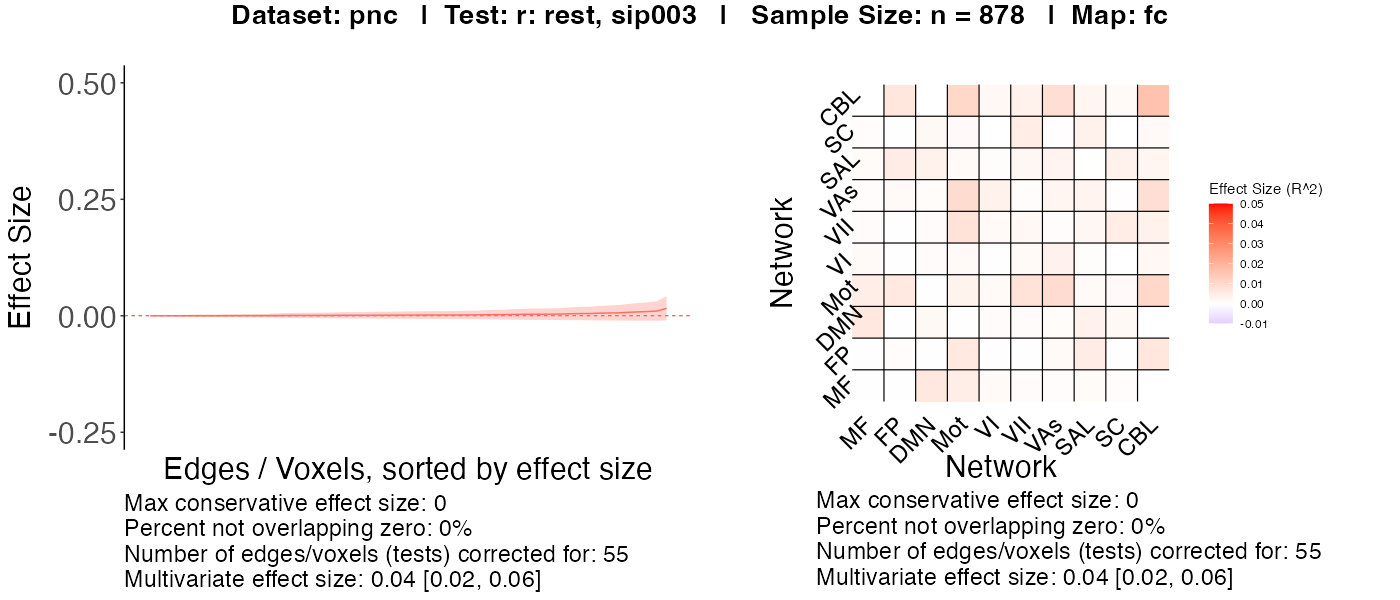 Dataset: pnc | Test: r: rest, sip003 | Sample Size: n = 878 | Map: fc
0.50
0.25
0.00
-0.25
Effect Size
Edges / Voxels, sorted by effect size
Max conservative effect size: 0
Percent not overlapping zero: 0%
Number of edges/voxels (tests) corrected for: 55
Multivariate effect size: 0.04 [0.02, 0.06]
Network
CBL
SC
SAL
VAs
VII
VI
Mot
DMN
FP
MF
MF FP DMN Mot VI VII VAs SAL SC CBL
Network
Effect Size (R^2)
0.05
0.04
0.03
0.02
0.01
0.00
-0.01
Max conservative effect size: 0
Percent not overlapping zero: 0%
Number of edges/voxels (tests) corrected for: 55
Multivariate effect size: 0.04 [0.02, 0.06]